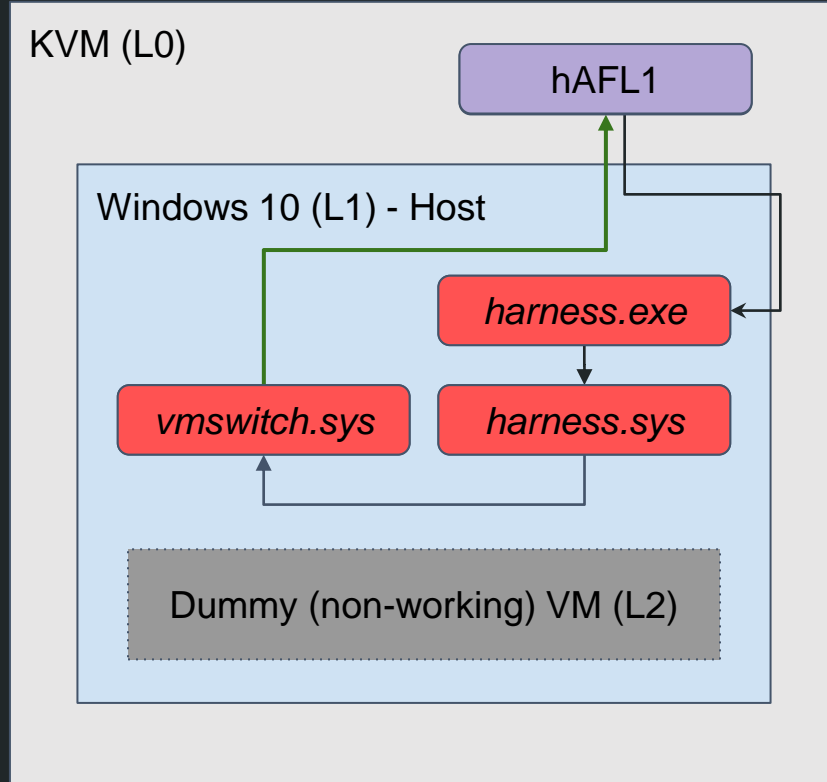 KVM (L0)
hAFL1
Windows 10 (L1) - Host
harness.exe
vmswitch.sys
harness.sys
Dummy (non-working) VM (L2)